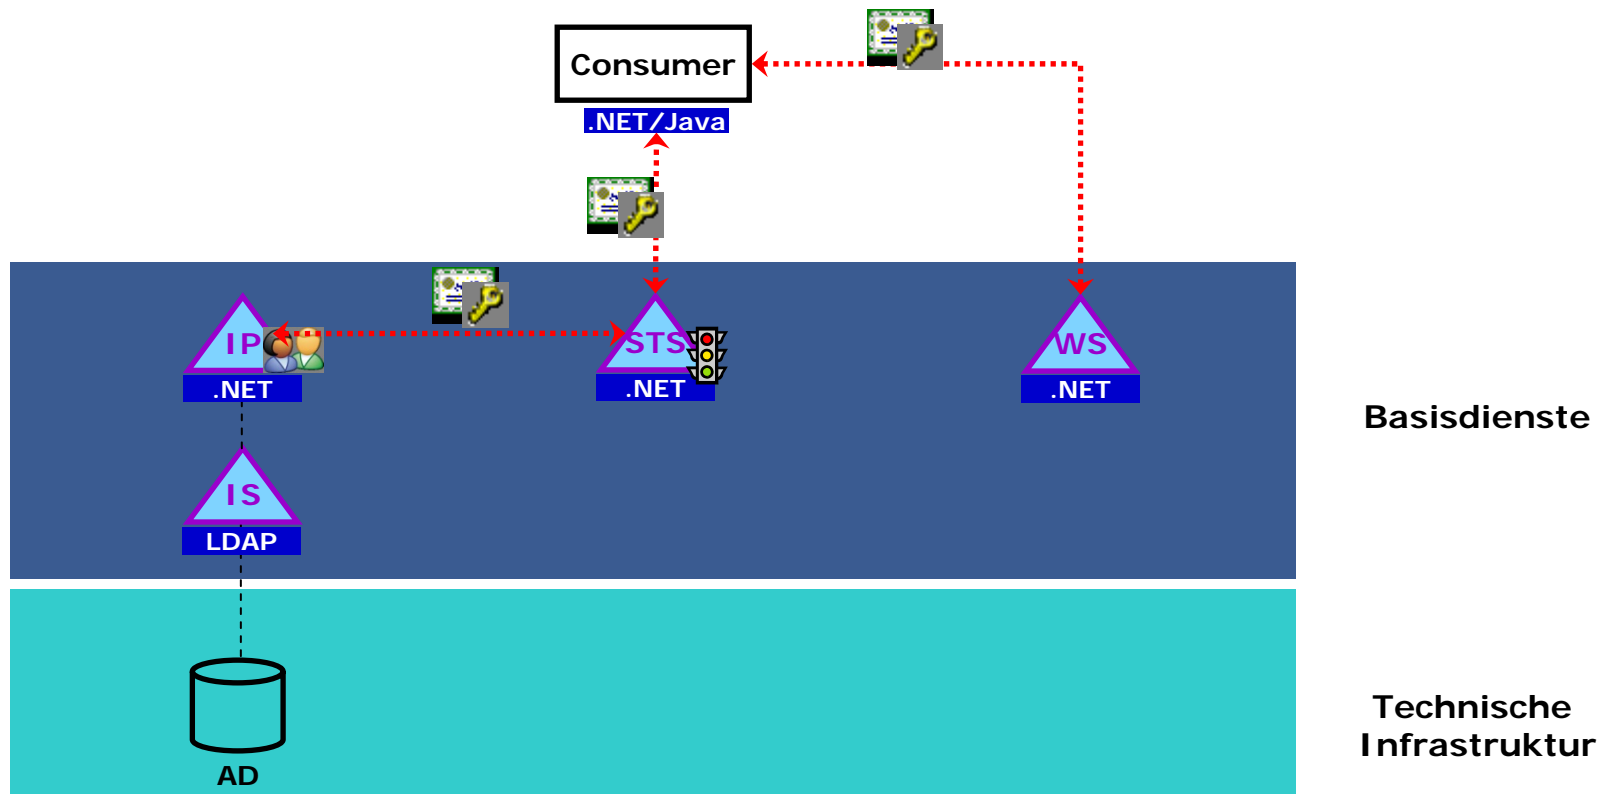 Consumer
.NET/Java
IP
STS
WS
.NET
.NET
.NET
Basisdienste
IS
LDAP
Technische
Infrastruktur
AD